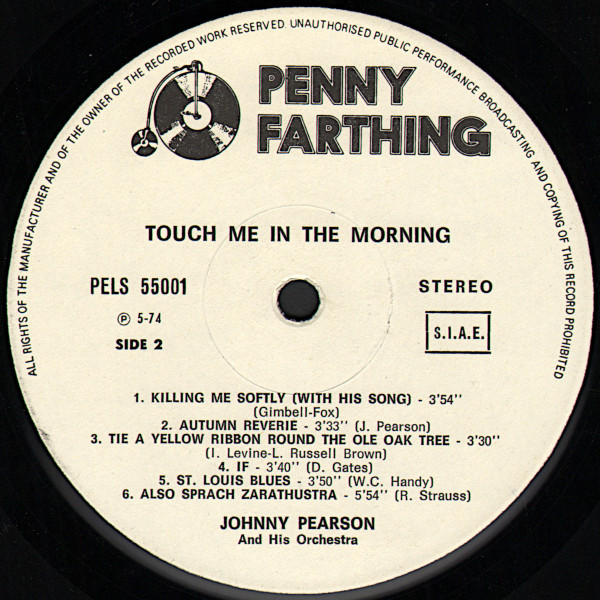 ALL RIGHTS OF THE MANUFACTURER AND OF THE OWNER OF THE RECORDED WORK RESERVED. UNAUTHORISED PUBLIC PERFORMANCE BROADCASTING AND COPYING OF THIS RECORD PROHIBITED
PENNY
FARTHING
TOUCH ME IN THE MORNING
PELS 55001
STEREO
Ⓟ 5-74
SIDE 2
S.I.A.E.
1. KILLING ME SOFTLY (WITH HIS SONG) - 3'54''
(Gimbell-Fox)
2. AUTUMN REVERIE - 3'33'' (J. Pearson)
3. TIE A YELLOW RIBBON ROUND THE OLE OAK TREE - 3'30''
(I. Levine-L. Russell Brown)
4. IF - 3'40'' (D. Gates)
5. ST. LOUIS BLUES - 3'50'' (W.C. Handy)
6. ALSO SPRACH ZARATHUSTRA - 5'54'' (R. Strauss)
JOHNNY PEARSON
And His Orchestra